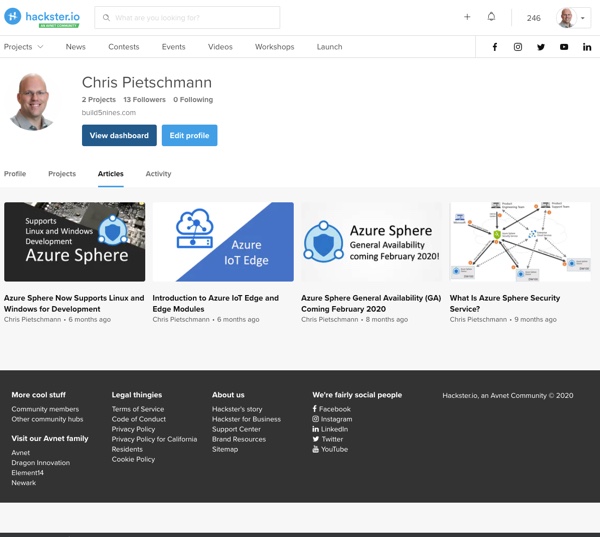 hackster.io
AN AVNET COMMUNITY
What are you looking for?
246
Projects
News
Contests
Events
Videos
Workshops
Launch
Chris Pietschmann
2 Projects 13 Followers 0 Following
build5nines.com
View dashboard
Edit profile
Profile
Projects
Articles
Activity
Supports
Linux and Windows
Development
Azure Sphere
Azure
IoT Edge
Azure Sphere
General Availability
coming February 2020!
Product
Engineering Team
Product
Support Team
Azure Sphere Now Supports Linux and
Windows for Development
Chris Pietschmann • 6 months ago
Introduction to Azure IoT Edge and
Edge Modules
Chris Pietschmann • 6 months ago
Azure Sphere General Availability (GA)
Coming February 2020
Chris Pietschmann • 8 months ago
What Is Azure Sphere Security
Service?
Chris Pietschmann • 9 months ago
More cool stuff
Community members
Other community hubs
Visit our Avnet family
Avnet
Dragon Innovation
Element14
Newark
Legal thingies
Terms of Service
Code of Conduct
Privacy Policy
Privacy Policy for California
Residents
Cookie Policy
About us
Hackster's story
Hackster for Business
Support Center
Brand Resources
Sitemap
We're fairly social people
Facebook
Instagram
LinkedIn
Twitter
YouTube
Hackster.io, an Avnet Community © 2020